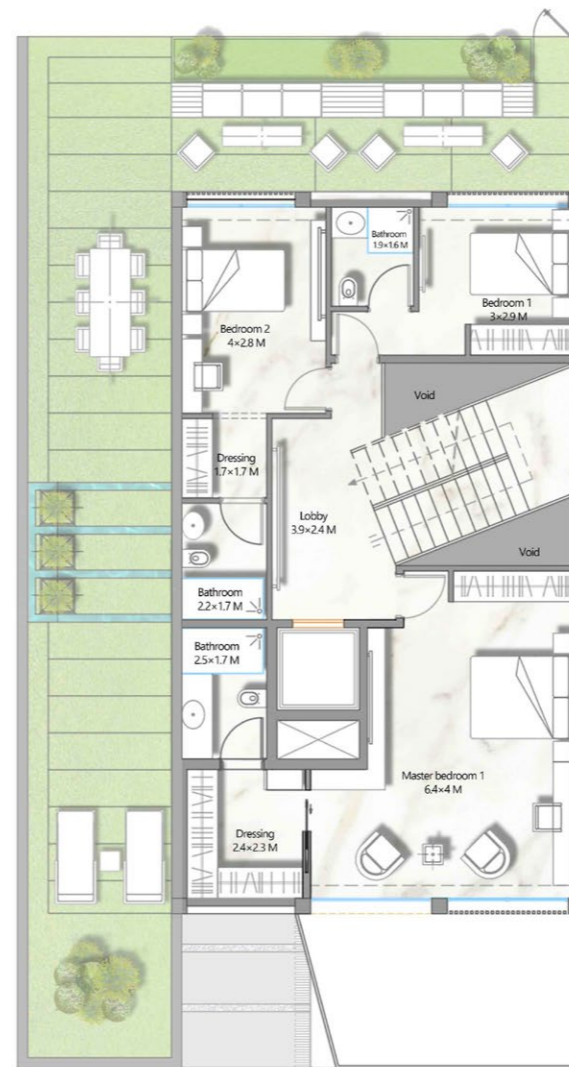 Bathroom
1.9×1.6 M
Bedroom 1
3×2.9 M
Bedroom 2
4×2.8 M
Void
Dressing
1.7×1.7 M
Lobby
3.9×2.4 M
Void
Bathroom
2.2×1.7 M
Bathroom
2.5×1.7 M
Master bedroom 1
6.4×4 M
Dressing
2.4×2.3 M